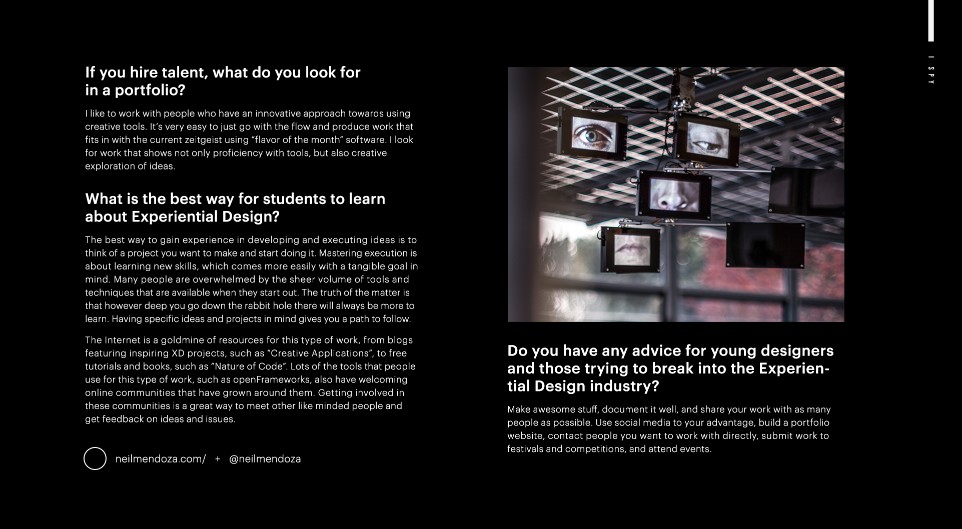 If you hire talent, what do you look for
in a portfolio?
I like to work with people who have an innovative approach towards using
creative tools. It's very easy to just go with the flow and produce work that
fits in with the current zeitgeist using "flavor of the month" software. I look
for work that shows not only proficiency with tools, but also creative
exploration of ideas.
What is the best way for students to learn
about Experiential Design?
The best way to gain experience in developing and executing ideas is to
think of a project you want to make and start doing it. Mastering execution is
about learning new skills, which comes more easily with a tangible goal in
mind. Many people are overwhelmed by the sheer volume of tools and
techniques that are available when they start out. The truth of the matter is
that however deep you go down the rabbit hole there will always be more to
learn. Having specific ideas and projects in mind gives you a path to follow.
The Internet is a goldmine of resources for this type of work, from blogs
featuring inspiring XD projects, such as "Creative Applications", to free
tutorials and books, such as "Nature of Code". Lots of the tools that people
use for this type of work, such as openFrameworks, also have welcoming
online communities that have grown around them. Getting involved in
these communities is a great way to meet other like minded people and
get feedback on ideas and issues.
neilmendoza.com/ + @neilmendoza
Do you have any advice for young designers
and those trying to break into the Experien-
tial Design industry?
Make awesome stuff, document it well, and share your work with as many
people as possible. Use social media to your advantage, build a portfolio
website, contact people you want to work with directly, submit work to
festivals and competitions, and attend events.
I SPY